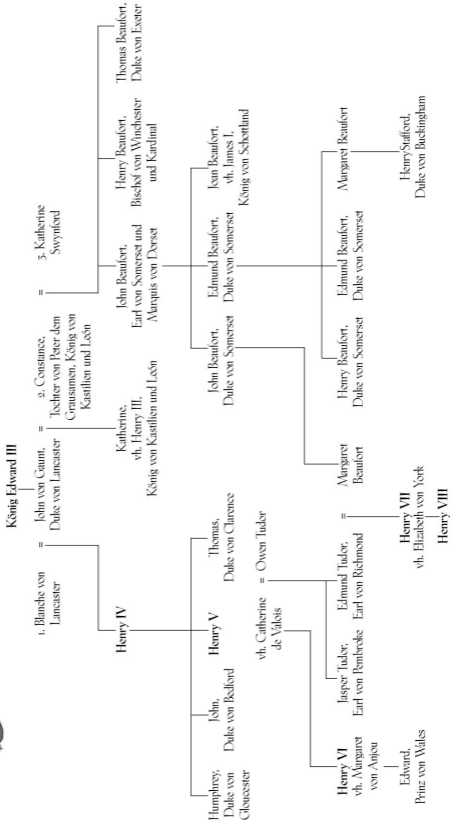 König Edward III
1. Blanche von
Lancaster
=
John von Gaunt,
Duke von Lancaster
=
2. Constance,
Tochter von Peter dem
Grausamen, König von
Kastilien und León
=
3. Katherine
Swynford
Henry IV
Katherine,
vh. Henry III,
König von Kastilien und León
John Beaufort,
Earl von Somerset und
Marquis von Dorset
Henry Beaufort,
Bischof von Winchester
und Kardinal
Thomas Beaufort,
Duke von Exeter
Humphrey,
Duke von
Gloucester
John,
Duke von Bedford
Henry V
Thomas,
Duke von Clarence
John Beaufort,
Duke von Somerset
Edmund Beaufort,
Duke von Somerset
Joan Beaufort,
vh. James I,
König von Schottland
vh. Catherine
de Valois
= Owen Tudor
Henry VI
vh. Margaret
von Anjou
Jasper Tudor,
Earl von Pembroke
Edmund Tudor,
Earl von Richmond
=
Margaret
Beaufort
Henry Beaufort,
Duke von Somerset
Edmund Beaufort,
Duke von Somerset
Margaret Beaufort
Edward,
Prinz von Wales
Henry VII
vh. Elizabeth von York
Henry VIII
Henry Stafford,
Duke von Buckingham